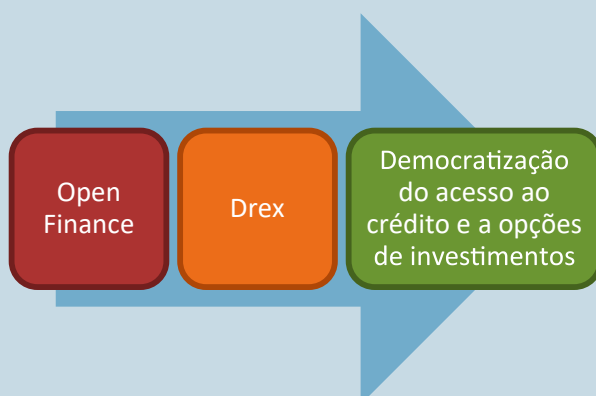 Open
Finance
Drex
Democratização
do acesso ao
crédito e a opções
de investimentos